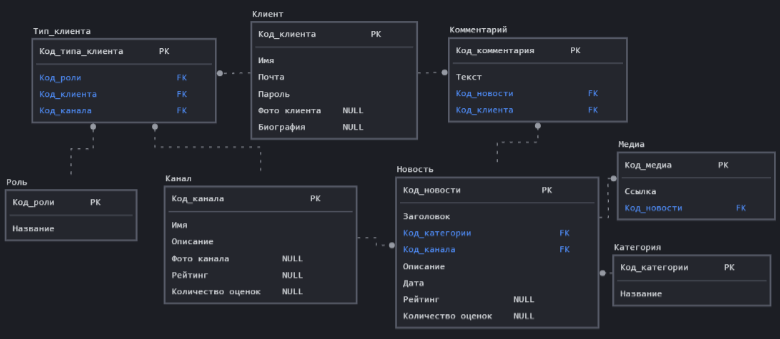 Тип_клиента
Код_типа_клиента PK
Код_роли FK
Код_клиента FK
Код_канала FK
Клиент
Код_клиента PK
Имя
Почта
Пароль
Фото клиента NULL
Биография NULL
Комментарий
Код_комментария PK
Текст
Код_новости FK
Код_клиента FK
Роль
Код_роли PK
Название
Канал
Код_канала PK
Имя
Описание
Фото канала NULL
Рейтинг NULL
Количество оценок NULL
Новость
Код_новости PK
Заголовок
Код_категории FK
Код_канала FK
Описание
Дата
Рейтинг NULL
Количество оценок NULL
Медиа
Код_медиа PK
Ссылка
Код_новости FK
Категория
Код_категории PK
Название